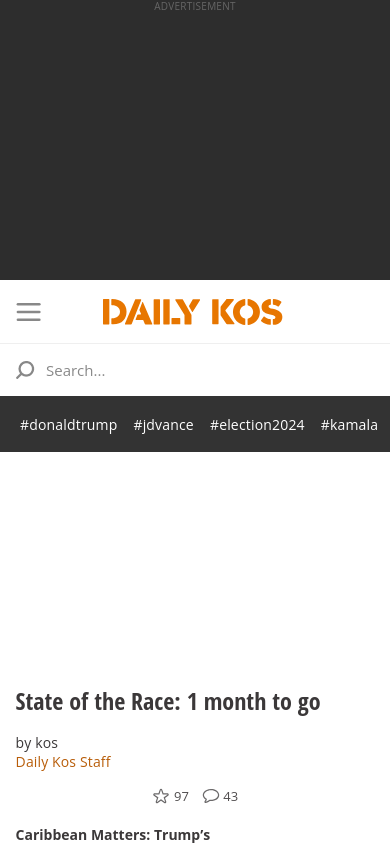 ADVERTISEMENT
DAILY KOS
Search...
#donaldtrump #jdvance #election2024 #kamala
State of the Race: 1 month to go
by kos
Daily Kos Staff
97 43
Caribbean Matters: Trump’s